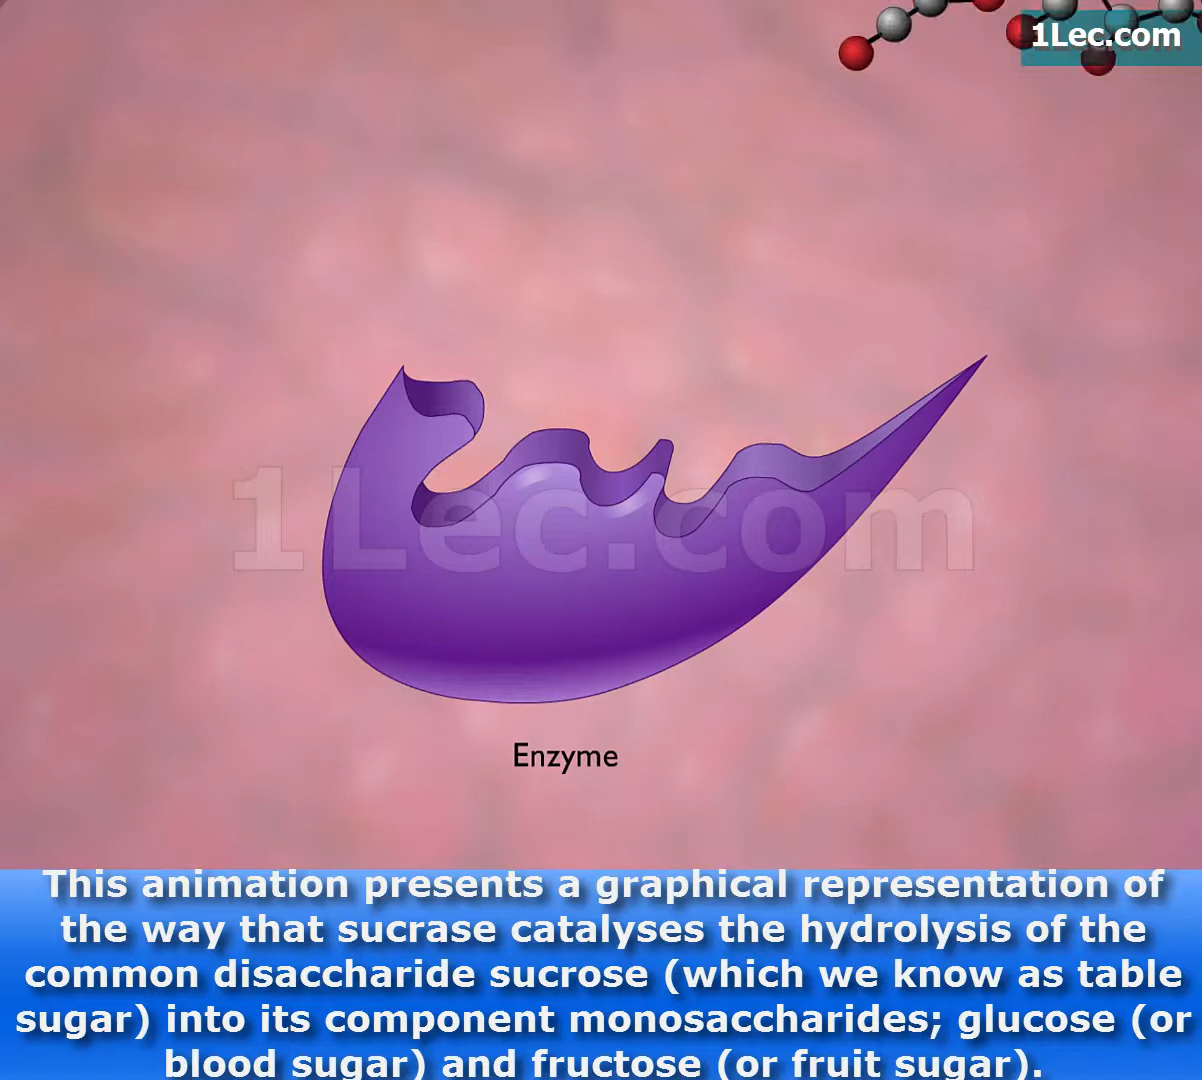 1Lec.com
1Lec.com
Enzyme
This animation presents a graphical representation of
the way that sucrase catalyses the hydrolysis of the
common disaccharide sucrose (which we know as table
sugar) into its component monosaccharides; glucose (or
blood sugar) and fructose (or fruit sugar).